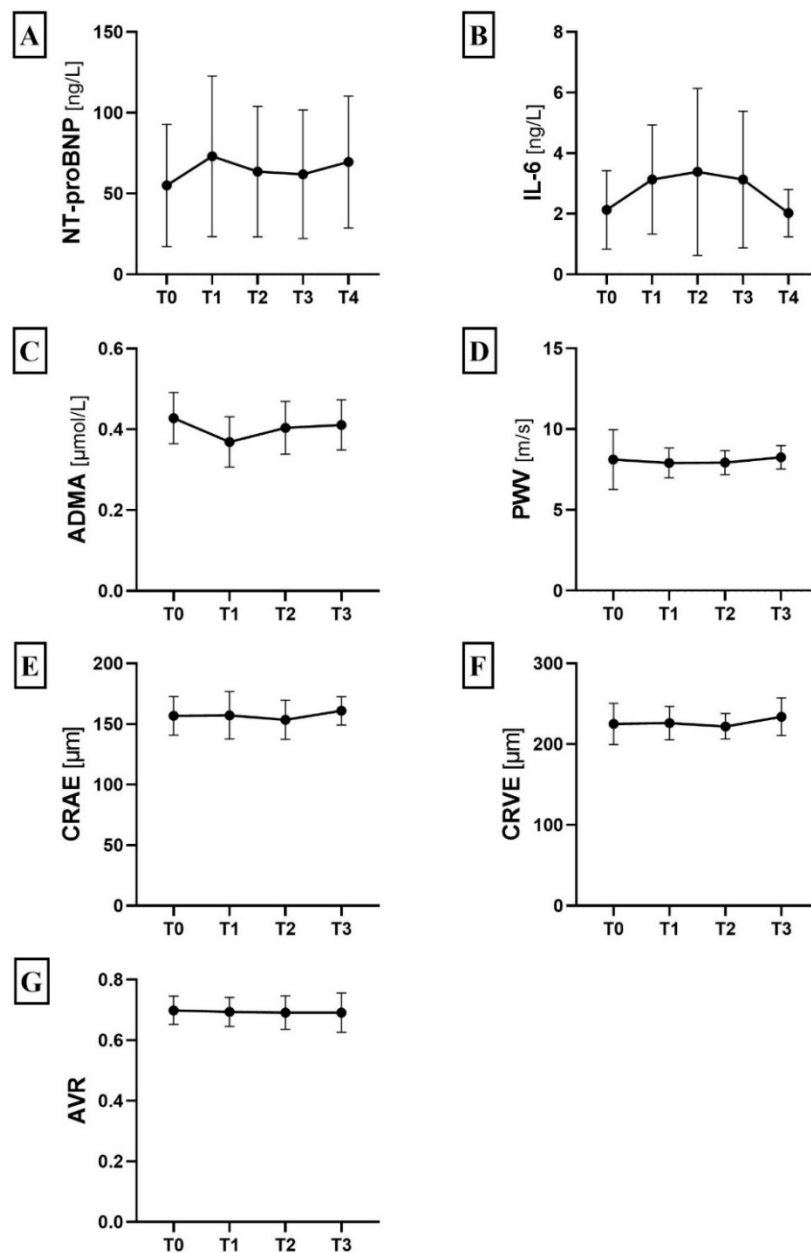 A
NT-proBNP [ng/L]
150
100
50
0
T0 T1 T2 T3 T4
B
IL-6 [ng/L]
8
6
4
2
0
T0 T1 T2 T3 T4
C
ADMA [µmol/L]
0.6
0.4
0.2
0.0
T0 T1 T2 T3
D
PWV [m/s]
15
10
5
0
T0 T1 T2 T3
E
CRAE [µm]
200
150
100
50
0
T0 T1 T2 T3
F
CRVE [µm]
300
200
100
0
T0 T1 T2 T3
G
AVR
0.8
0.6
0.4
0.2
0.0
T0 T1 T2 T3